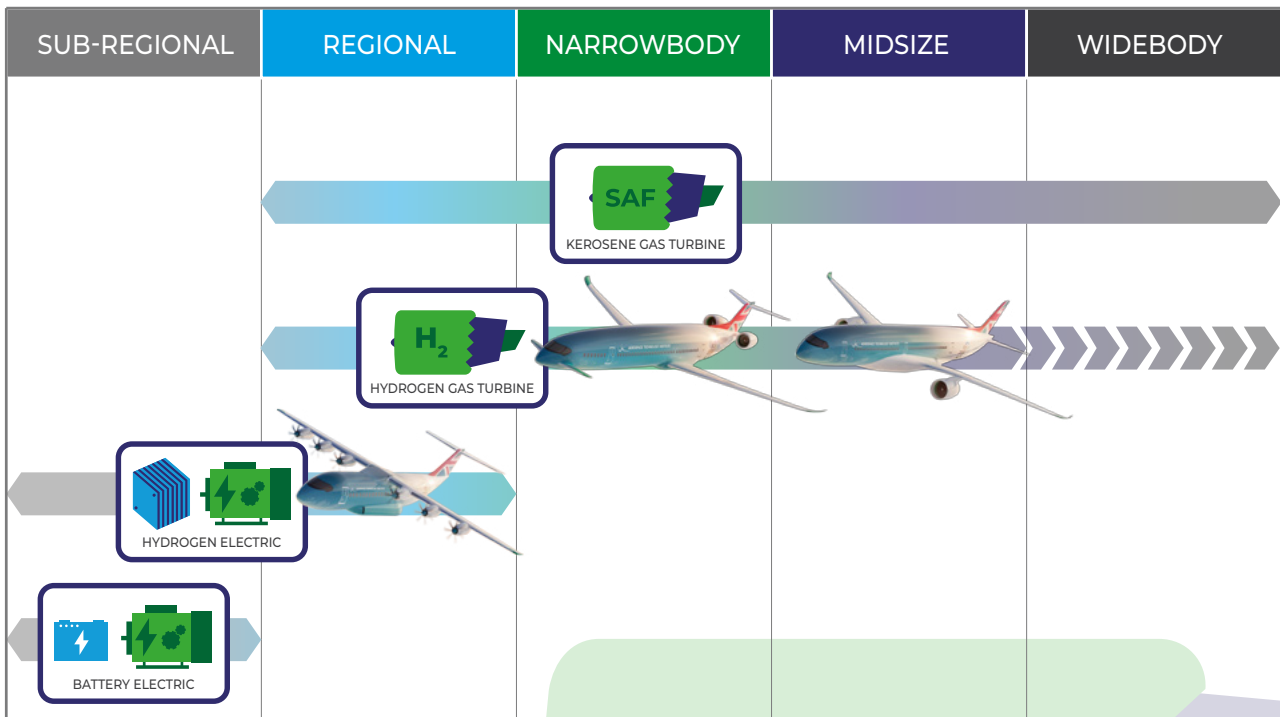 SUB-REGIONAL
REGIONAL
NARROWBODY
MIDSIZE
WIDEBODY
SAF
KEROSENE GAS TURBINE
H₂
HYDROGEN GAS TURBINE
HYDROGEN ELECTRIC
BATTERY ELECTRIC